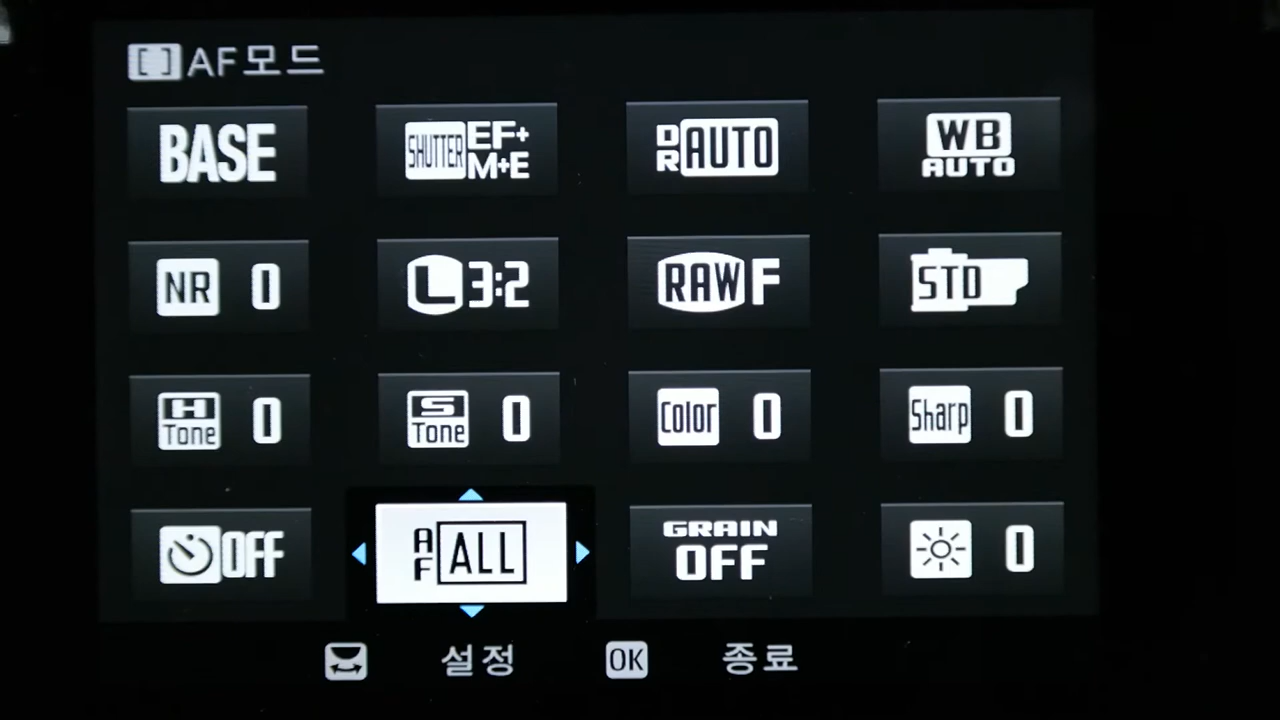 [ ] AF모드
BASE
SHUTTER EF+ M+E
DR AUTO
WB AUTO
NR 0
L 3:2
RAW F
STD
H Tone 0
S Tone 0
Color 0
Sharp 0
OFF
AF ALL
GRAIN OFF
0
설정
OK 종료